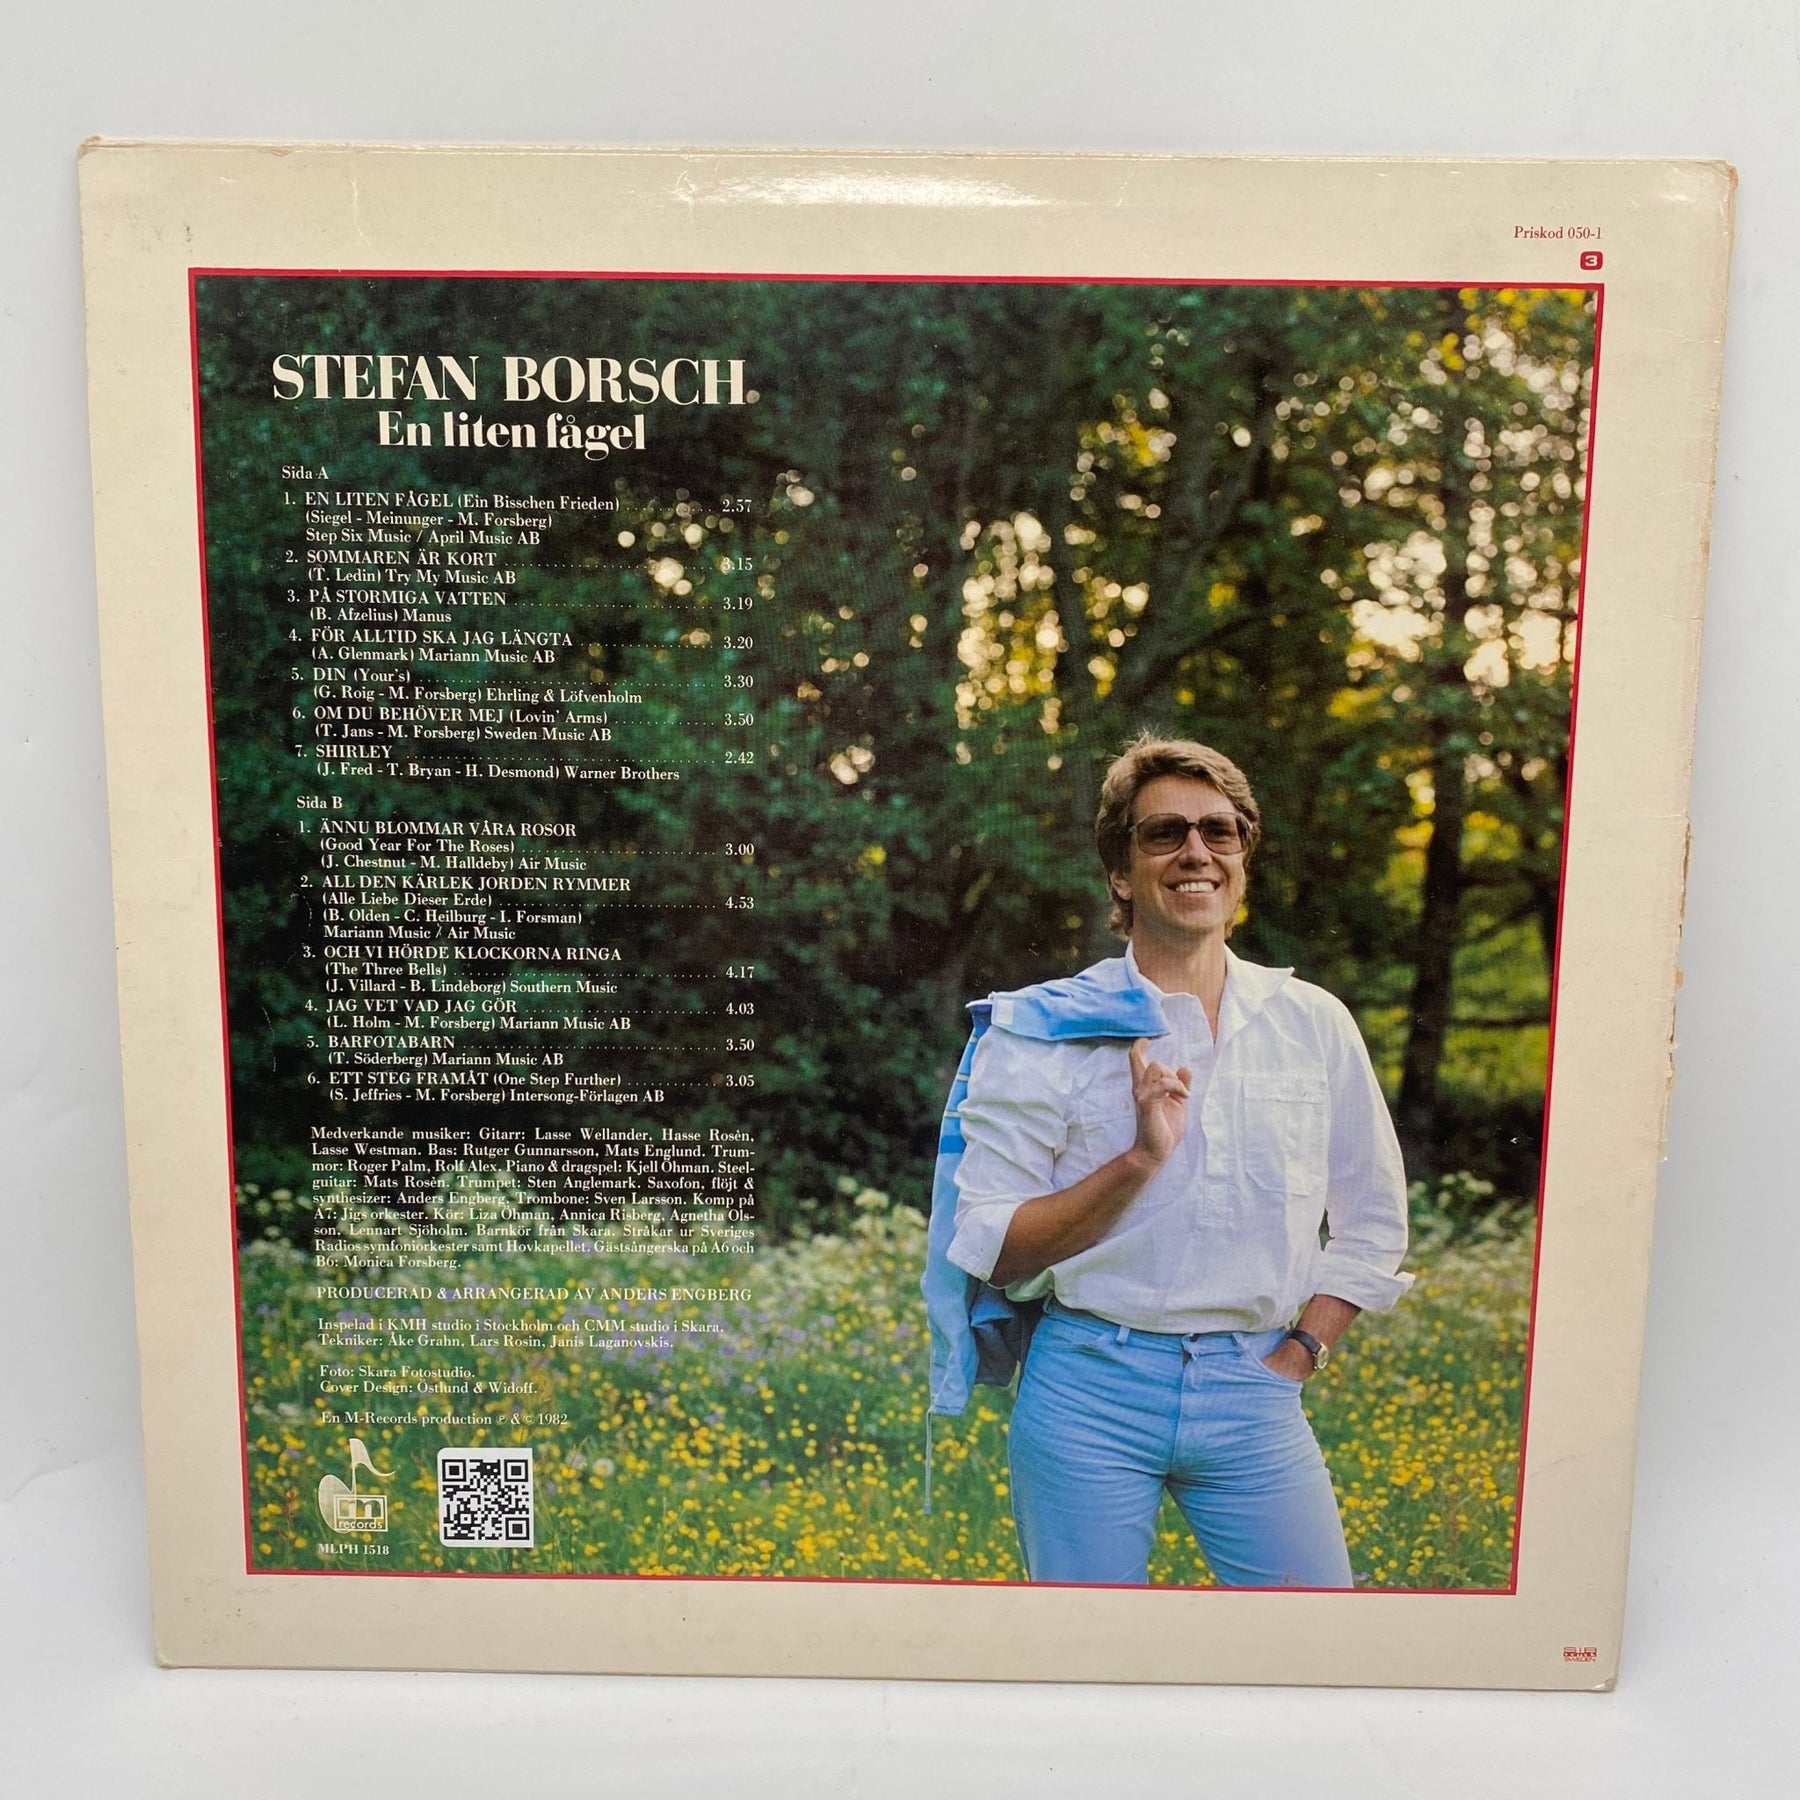 Priskod 050-1
3
STEFAN BORSCH
En liten fågel
Sida A
1. EN LITEN FÅGEL (Ein Bisschen Frieden) 2.57
(Siegel - Meinunger - M. Forsberg)
Step Six Music / April Music AB
2. SOMMAREN ÄR KORT 3.15
(T. Ledin) Try My Music AB
3. PÅ STORMIGA VATTEN 3.19
(B. Afzelius) Manus
4. FÖR ALLTID SKA JAG LÄNGTA 3.20
(A. Glenmark) Mariann Music AB
5. DIN (Your's) 3.30
(G. Roig - M. Forsberg) Ehrling & Löfvenholm
6. OM DU BEHÖVER MEJ (Lovin' Arms) 3.50
(T. Jans - M. Forsberg) Sweden Music AB
7. SHIRLEY 2.42
(J. Fred - T. Bryan - H. Desmond) Warner Brothers
Sida B
1. ÄNNU BLOMMAR VÅRA ROSOR
(Good Year For The Roses) 3.00
(J. Chestnut - M. Halldeby) Air Music
2. ALL DEN KÄRLEK JORDEN RYMMER
(Alle Liebe Dieser Erde) 4.53
(B. Olden - C. Heilburg - I. Forsman)
Mariann Music / Air Music
3. OCH VI HÖRDE KLOCKORNA RINGA
(The Three Bells) 4.17
(J. Villard - B. Lindeborg) Southern Music
4. JAG VET VAD JAG GÖR 4.03
(L. Holm - M. Forsberg) Mariann Music AB
5. BARFOTABARN 3.50
(T. Söderberg) Mariann Music AB
6. ETT STEG FRAMÅT (One Step Further) 3.05
(S. Jeffries - M. Forsberg) Intersong-Förlagen AB
Medverkande musiker: Gitarr: Lasse Wellander, Hasse Rosèn,
Lasse Westman. Bas: Rutger Gunnarsson, Mats Englund. Trum-
mor: Roger Palm, Rolf Alex. Piano & dragspel: Kjell Öhman. Steel-
guitar: Mats Rosèn. Trumpet: Sten Anglemark. Saxofon, flöjt &
synthesizer: Anders Engberg. Trombone: Sven Larsson. Komp på
A7: Jigs orkester. Kör: Liza Öhman, Annica Risberg, Agnetha Ols-
son, Lennart Sjöholm. Barnkör från Skara. Stråkar ur Sveriges
Radios symfoniorkester samt Hovkapellet. Gästsångerska på A6 och
B6: Monica Forsberg.
PRODUCERAD & ARRANGERAD AV ANDERS ENGBERG
Inspelad i KMH studio i Stockholm och CMM studio i Skara.
Tekniker: Åke Grahn, Lars Rosin, Janis Laganovskis.
Foto: Skara Fotostudio.
Cover Design: Östlund & Widoff.
En M-Records production ℗ & © 1982
m
records
MLPH 1518
SWEDEN